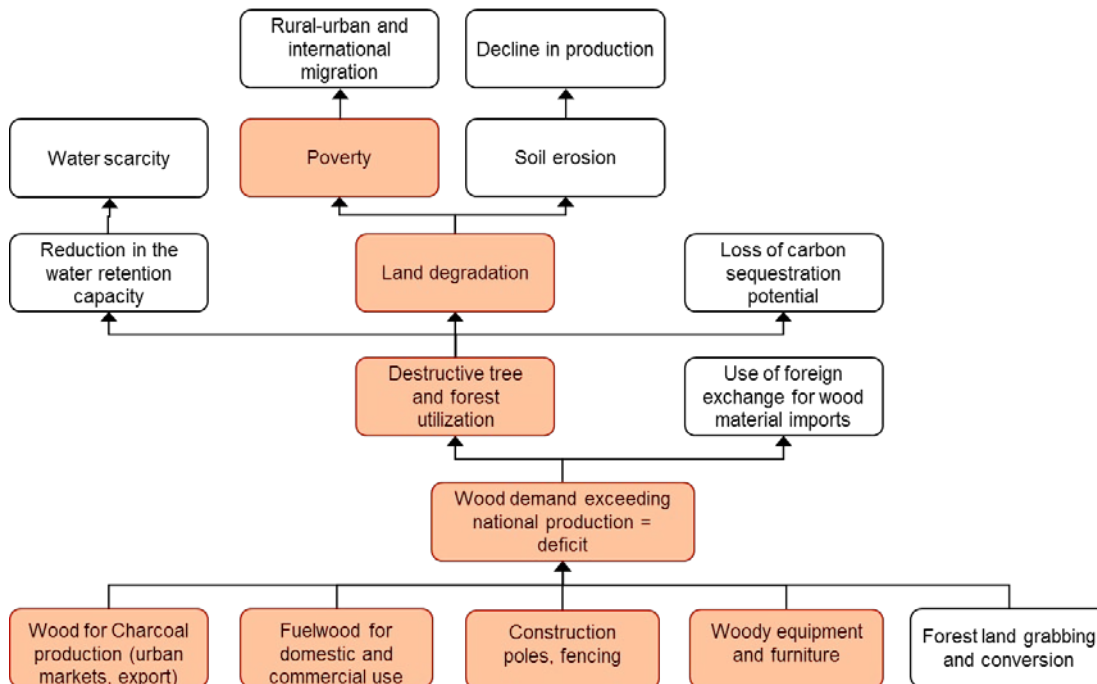 Rural-urban and
international
migration
Decline in production
Water scarcity
Poverty
Soil erosion
Reduction in the
water retention
capacity
Land degradation
Loss of carbon
sequestration
potential
Destructive tree
and forest
utilization
Use of foreign
exchange for wood
material imports
Wood demand exceeding
national production =
deficit
Wood for Charcoal
production (urban
markets, export)
Fuelwood for
domestic and
commercial use
Construction
poles, fencing
Woody equipment
and furniture
Forest land grabbing
and conversion